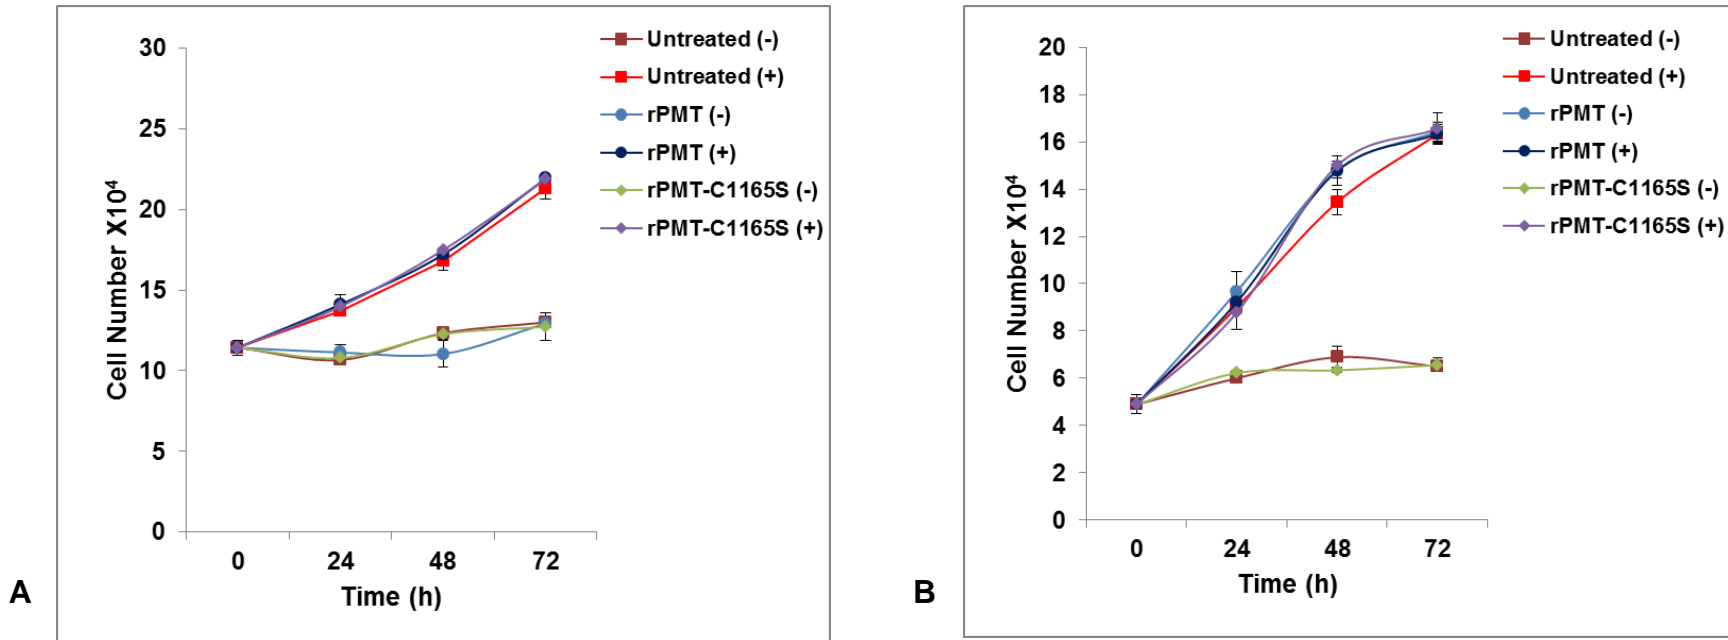 30
25
20
15
10
5
0
Cell Number X10⁴
0 24 48 72
Time (h)
Untreated (-)
Untreated (+)
rPMT (-)
rPMT (+)
rPMT-C1165S (-)
rPMT-C1165S (+)
A
20
18
16
14
12
10
8
6
4
2
0
Cell Number X10⁴
0 24 48 72
Time (h)
Untreated (-)
Untreated (+)
rPMT (-)
rPMT (+)
rPMT-C1165S (-)
rPMT-C1165S (+)
B